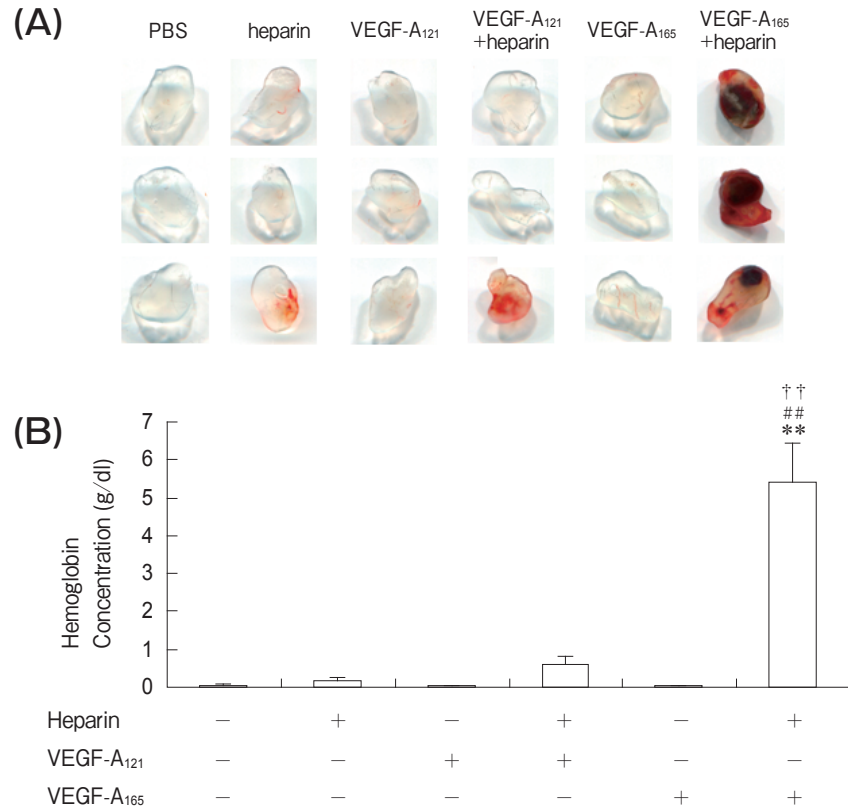 (A)
PBS heparin VEGF-A₁₂₁ VEGF-A₁₂₁ +heparin VEGF-A₁₆₅ VEGF-A₁₆₅ +heparin
(B)
Hemoglobin
Concentration (g/dl)
7
6
5
4
3
2
1
0
† †
##
**
Heparin − + − + − +
VEGF-A₁₂₁ − − + + − −
VEGF-A₁₆₅ − − − − + +